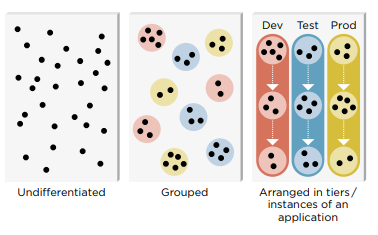 Dev Test Prod
Undifferentiated
Grouped
Arranged in tiers/
instances of an
application